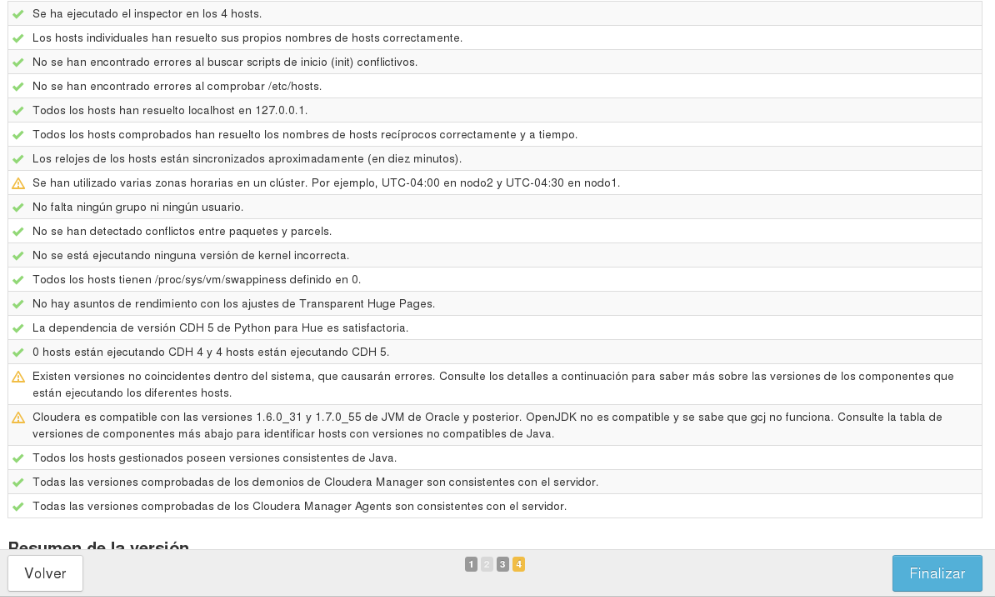 Se ha ejecutado el inspector en los 4 hosts.
Los hosts individuales han resuelto sus propios nombres de hosts correctamente.
No se han encontrado errores al buscar scripts de inicio (init) conflictivos.
No se han encontrado errores al comprobar /etc/hosts.
Todos los hosts han resuelto localhost en 127.0.0.1.
Todos los hosts comprobados han resuelto los nombres de hosts recíprocos correctamente y a tiempo.
Los relojes de los hosts están sincronizados aproximadamente (en diez minutos).
Se han utilizado varias zonas horarias en un clúster. Por ejemplo, UTC-04:00 en nodo2 y UTC-04:30 en nodo1.
No falta ningún grupo ni ningún usuario.
No se han detectado conflictos entre paquetes y parcels.
No se está ejecutando ninguna versión de kernel incorrecta.
Todos los hosts tienen /proc/sys/vm/swappiness definido en 0.
No hay asuntos de rendimiento con los ajustes de Transparent Huge Pages.
La dependencia de versión CDH 5 de Python para Hue es satisfactoria.
0 hosts están ejecutando CDH 4 y 4 hosts están ejecutando CDH 5.
Existen versiones no coincidentes dentro del sistema, que causarán errores. Consulte los detalles a continuación para saber más sobre las versiones de los componentes que
están ejecutando los diferentes hosts.
Cloudera es compatible con las versiones 1.6.0_31 y 1.7.0_55 de JVM de Oracle y posterior. OpenJDK no es compatible y se sabe que gcj no funciona. Consulte la tabla de
versiones de componentes más abajo para identificar hosts con versiones no compatibles de Java.
Todos los hosts gestionados poseen versiones consistentes de Java.
Todas las versiones comprobadas de los demonios de Cloudera Manager son consistentes con el servidor.
Todas las versiones comprobadas de los Cloudera Manager Agents son consistentes con el servidor.
Resumen de la versión
Volver
1 2 3 4
Finalizar